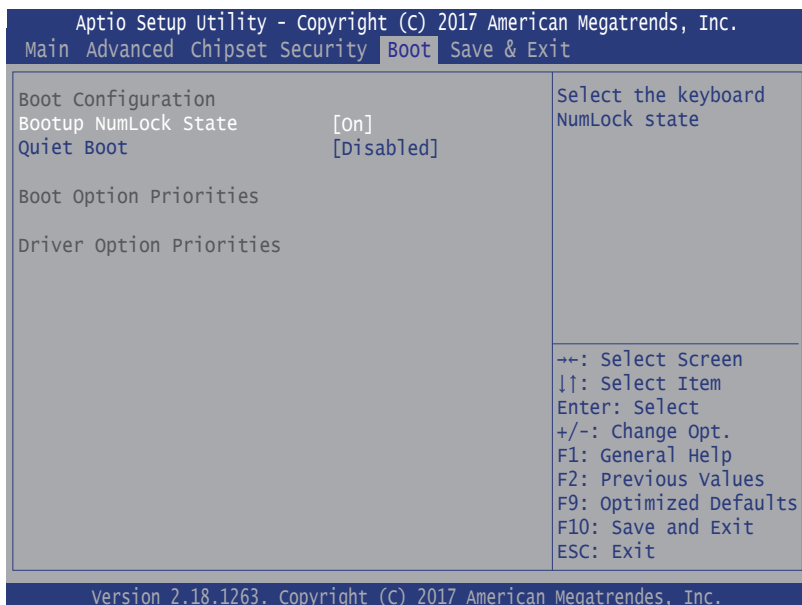 Aptio Setup Utility - Copyright (C) 2017 American Megatrends, Inc.
Main Advanced Chipset Security Boot Save & Exit
Boot Configuration
Bootup NumLock State [On]
Quiet Boot [Disabled]
Boot Option Priorities
Driver Option Priorities
Select the keyboard
NumLock state
→←: Select Screen
↓↑: Select Item
Enter: Select
+/-: Change Opt.
F1: General Help
F2: Previous Values
F9: Optimized Defaults
F10: Save and Exit
ESC: Exit
Version 2.18.1263. Copyright (C) 2017 American Megatrendes, Inc.